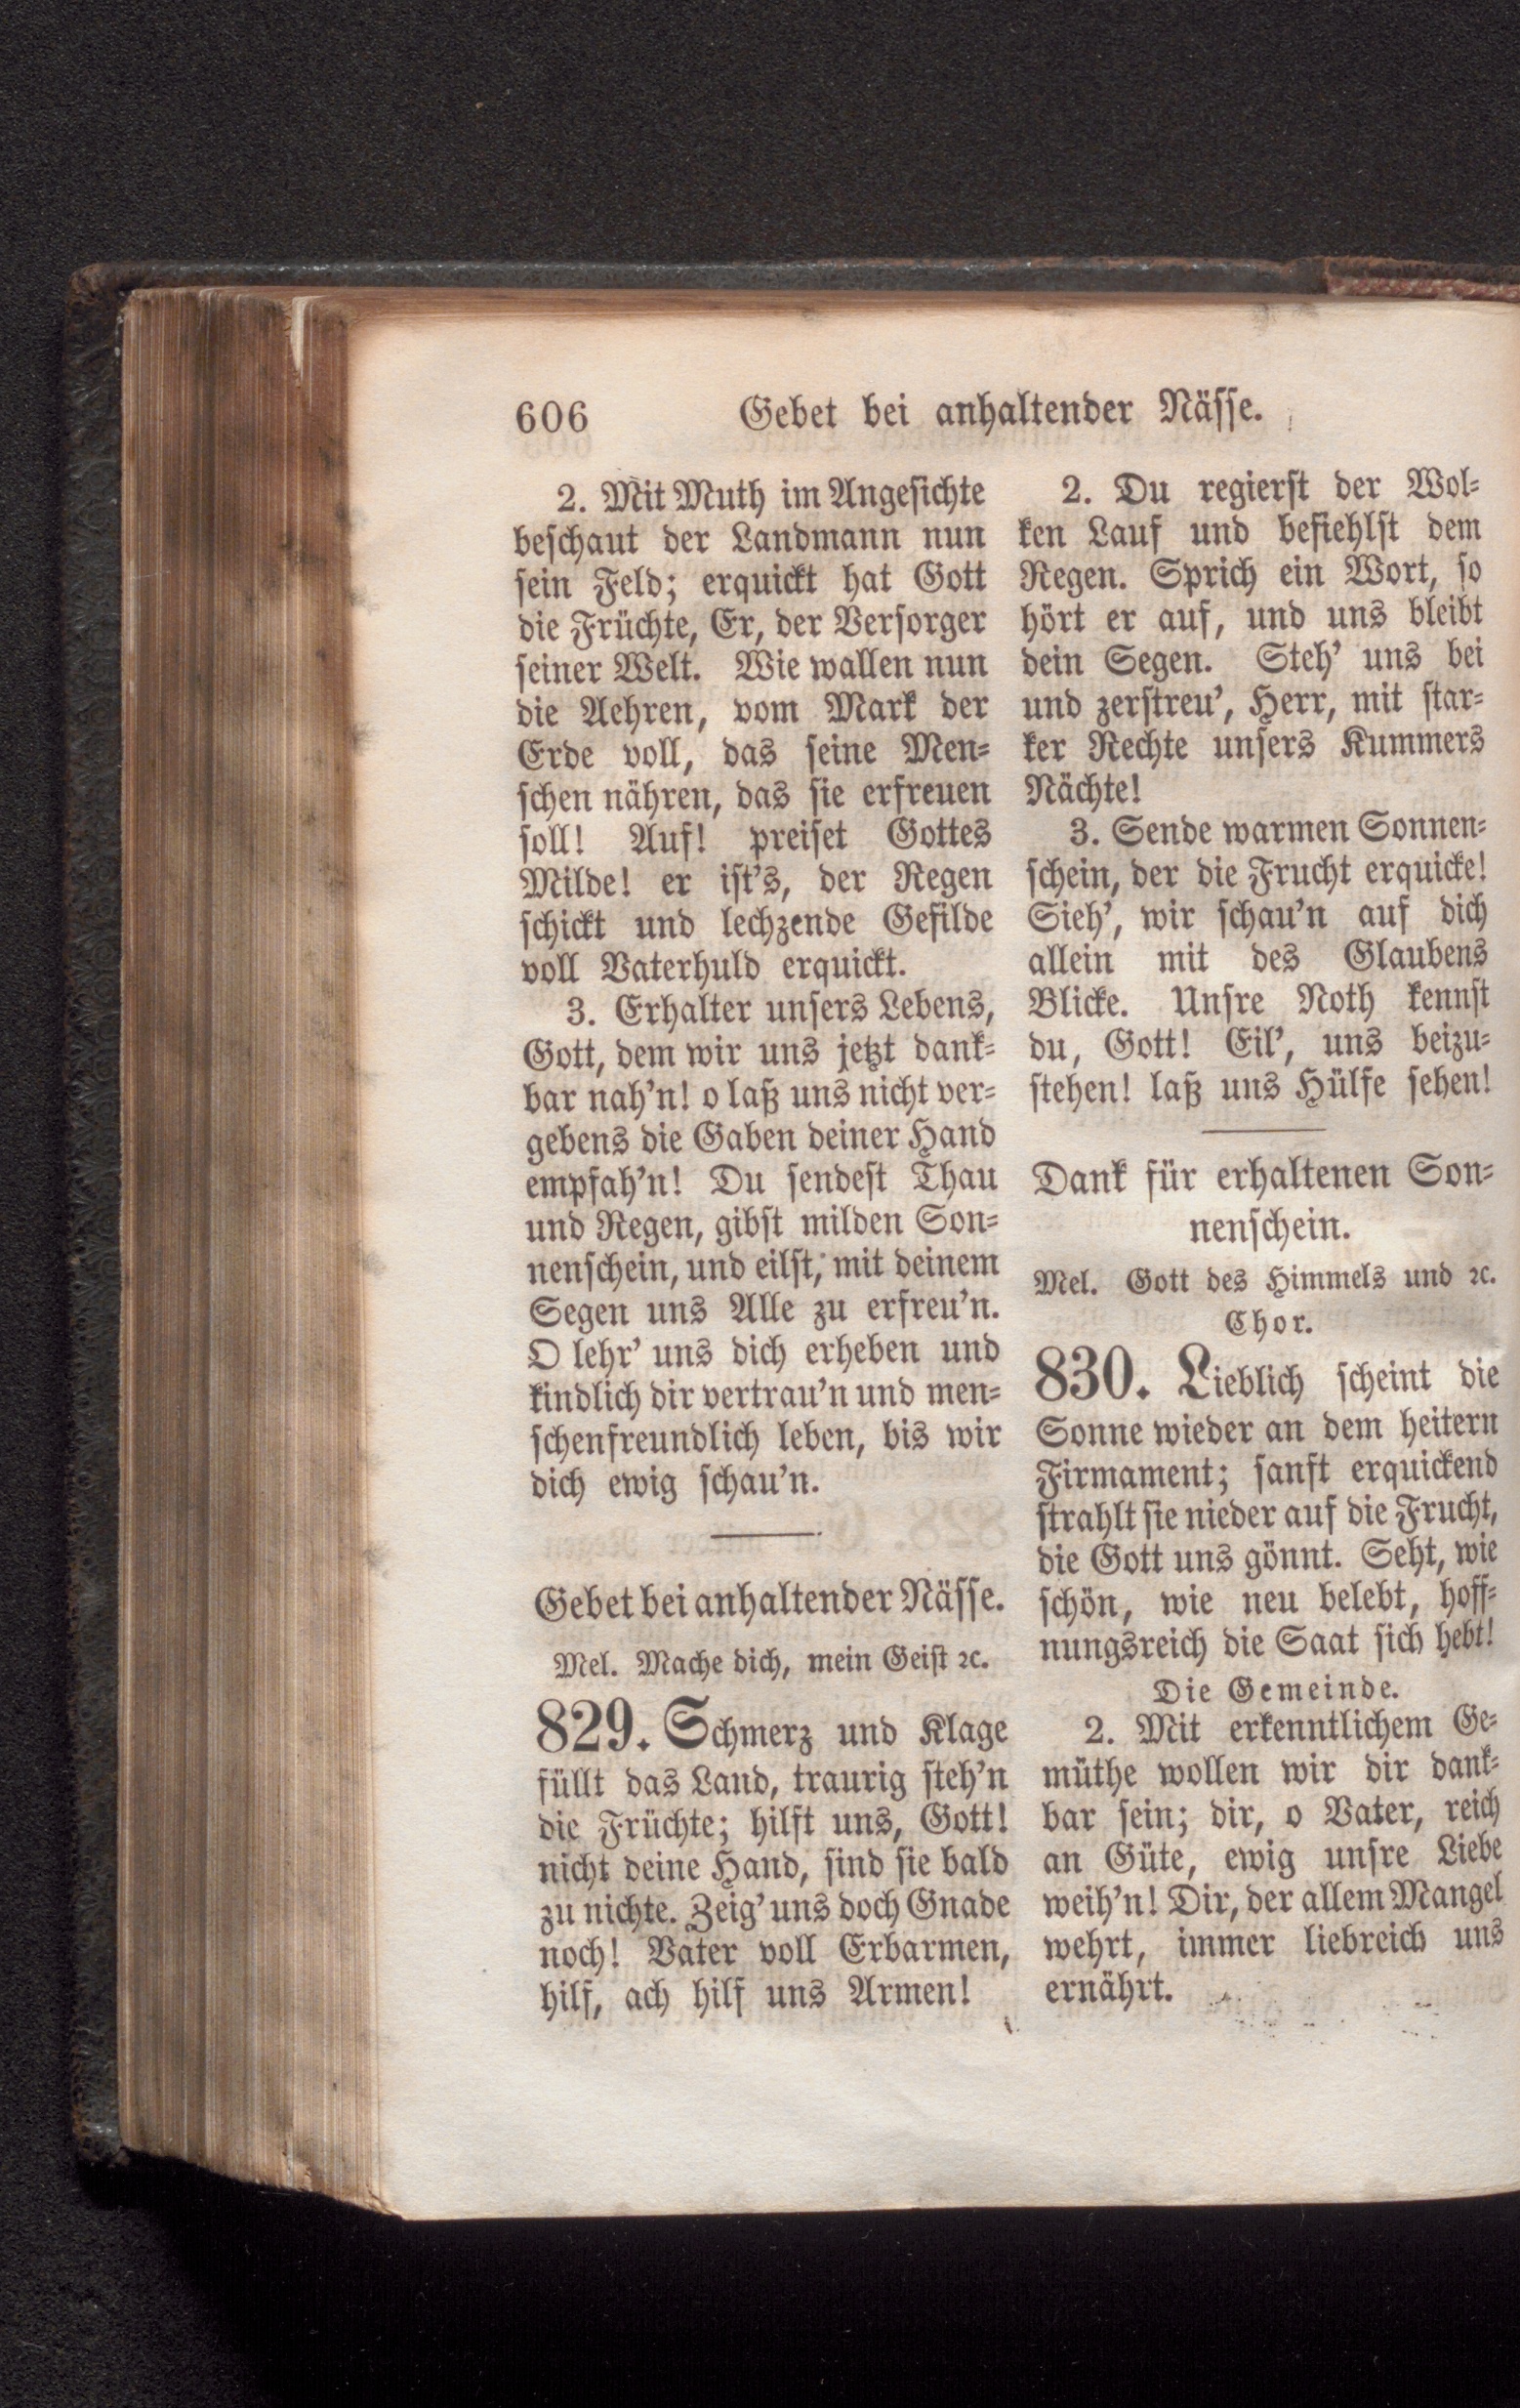 606 Gebet bei anhaltender Nässe.
2. Mit Muth im Angesichte
beschaut der Landmann nun
sein Feld; erquickt hat Gott
die Früchte, Er, der Versorger
seiner Welt. Wie wallen nun
die Aehren, vom Mark der
Erde voll, das seine Men=
schen nähren, das sie erfreuen
soll! Auf! preiset Gottes
Milde! er ist's, der Regen
schickt und lechzende Gefilde
voll Vaterhuld erquickt.
3. Erhalter unsers Lebens,
Gott, dem wir uns jetzt dank=
bar nah'n! o laß uns nicht ver=
gebens die Gaben deiner Hand
empfah'n! Du sendest Thau
und Regen, gibst milden Son=
nenschein, und eilst, mit deinem
Segen uns Alle zu erfreu'n.
O lehr' uns dich erheben und
kindlich dir vertrau'n und men=
schenfreundlich leben, bis wir
dich ewig schau'n.
Gebet bei anhaltender Nässe.
Mel. Mache dich, mein Geist ꝛc.
829. Schmerz und Klage
füllt das Land, traurig steh'n
die Früchte; hilft uns, Gott!
nicht deine Hand, sind sie bald
zu nichte. Zeig' uns doch Gnade
noch! Vater voll Erbarmen,
hilf, ach hilf uns Armen!
2. Du regierst der Wol=
ken Lauf und befiehlst dem
Regen. Sprich ein Wort, so
hört er auf, und uns bleibt
dein Segen. Steh' uns bei
und zerstreu', Herr, mit star=
ker Rechte unsers Kummers
Nächte!
3. Sende warmen Sonnen=
schein, der die Frucht erquicke!
Sieh', wir schau'n auf dich
allein mit des Glaubens
Blicke. Unsre Noth kennst
du, Gott! Eil', uns beizu=
stehen! laß uns Hülfe sehen!
Dank für erhaltenen Son=
nenschein.
Mel. Gott des Himmels und ꝛc.
Chor.
830. Lieblich scheint die
Sonne wieder an dem heitern
Firmament; sanft erquickend
strahlt sie nieder auf die Frucht,
die Gott uns gönnt. Seht, wie
schön, wie neu belebt, hoff=
nungsreich die Saat sich hebt!
Die Gemeinde.
2. Mit erkenntlichem Ge=
müthe wollen wir dir dank=
bar sein; dir, o Vater, reich
an Güte, ewig unsre Liebe
weih'n! Dir, der allem Mangel
wehrt, immer liebreich uns
ernährt.